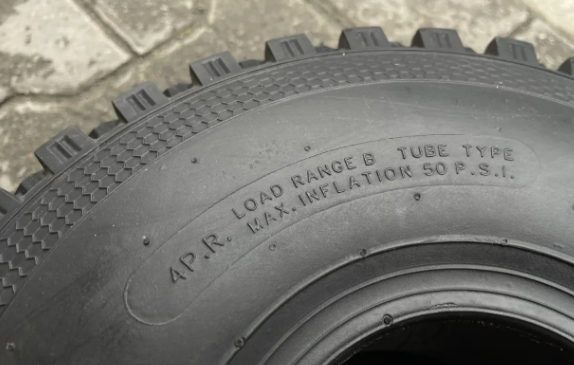 4P.R. LOAD RANGE B TUBE TYPE
MAX. INFLATION 50 P.S.I.